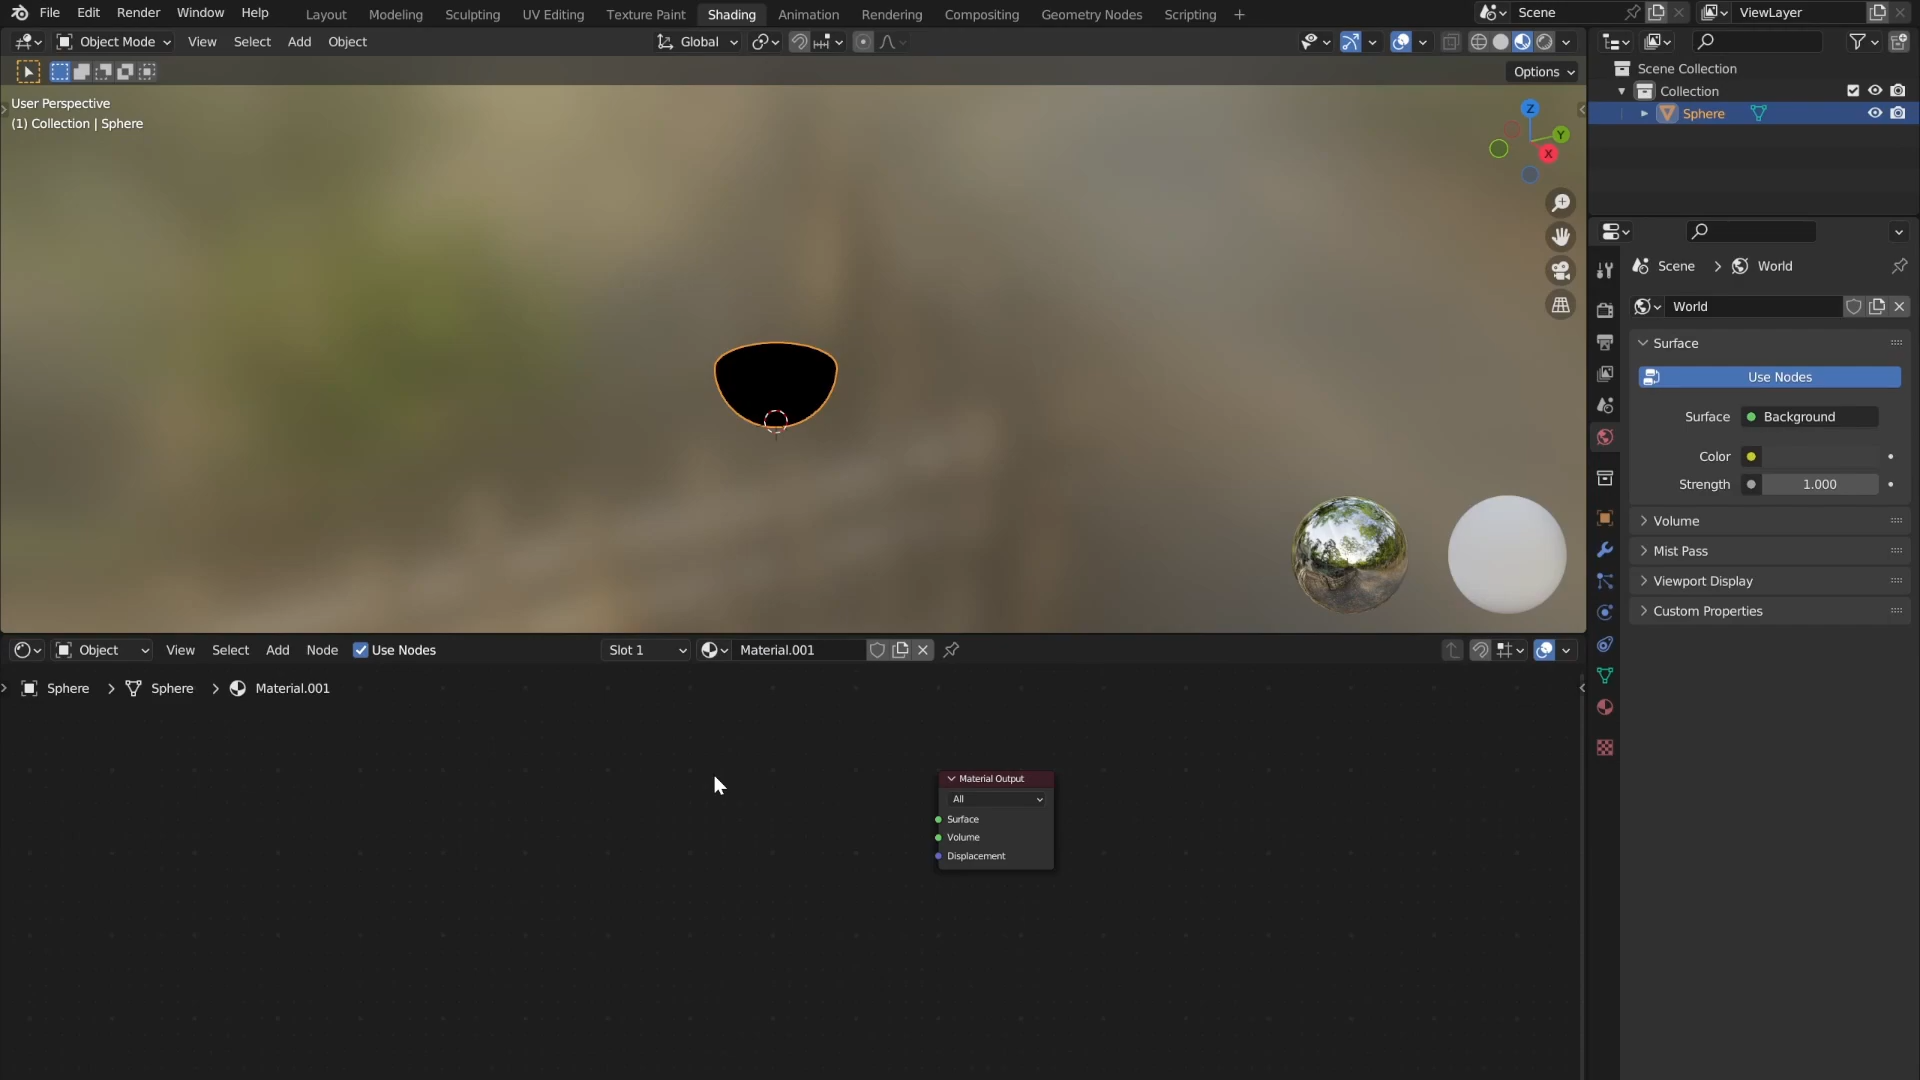 File Edit Render Window Help Layout Modeling Sculpting UV Editing Texture Paint Shading Animation Rendering Compositing Geometry Nodes Scripting + Scene ViewLayer
Object Mode View Select Add Object Global
Options
User Perspective
(1) Collection | Sphere
Z
Y
X
Scene Collection
Collection
Sphere
Scene > World
World
Surface
Use Nodes
Surface Background
Color
Strength 1.000
Volume
Mist Pass
Viewport Display
Custom Properties
Object View Select Add Node Use Nodes Slot 1 Material.001
Sphere > Sphere > Material.001
Material Output
All
Surface
Volume
Displacement